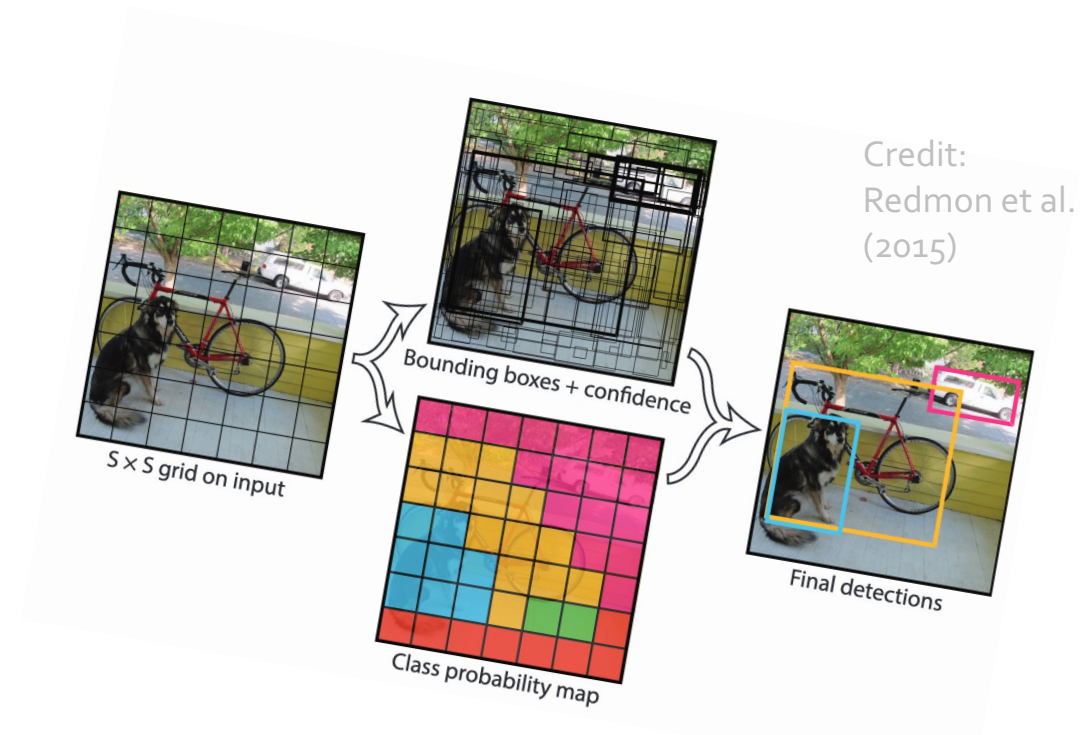 Credit:
Redmon et al.
(2015)
S × S grid on input
Bounding boxes + confidence
Class probability map
Final detections